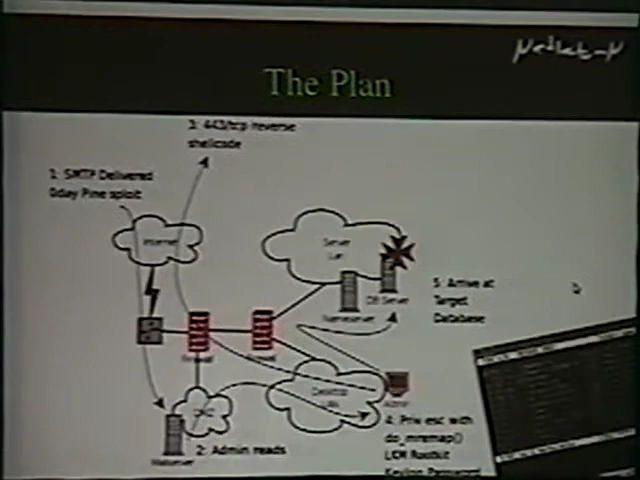 The Plan
3: 443/tcp reverse
shellcode
1: SMTP Delivered
0day Pine sploit
Internet
Server
Lan
DB Server
Nameserver
5: Arrive at
Target
Database
Firewall
Desktop
LAN
Admin
DMZ
Mailserver
2: Admin reads
4: Priv esc with
do_mremap()
LKM Rootkit